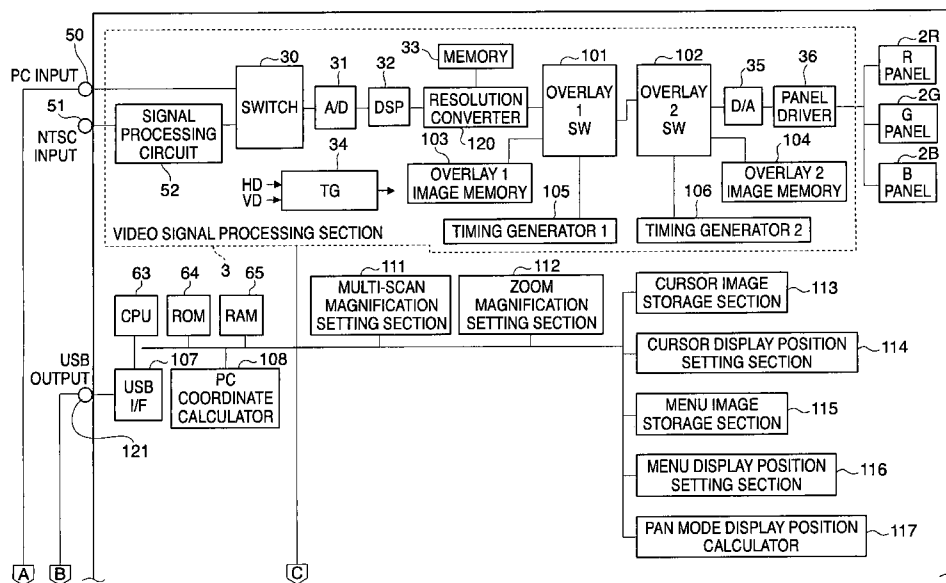 50
PC INPUT
51
NTSC
INPUT
SIGNAL
PROCESSING
CIRCUIT
52
30
SWITCH
31
A/D
32
DSP
33
MEMORY
RESOLUTION
CONVERTER
120
34
HD
VD
TG
101
OVERLAY
1
SW
102
OVERLAY
2
SW
35
D/A
36
PANEL
DRIVER
2R
R
PANEL
2G
G
PANEL
2B
B
PANEL
103
OVERLAY 1
IMAGE MEMORY
104
OVERLAY 2
IMAGE MEMORY
105
TIMING GENERATOR 1
106
TIMING GENERATOR 2
VIDEO SIGNAL PROCESSING SECTION
3
63
CPU
64
ROM
65
RAM
111
MULTI-SCAN
MAGNIFICATION
SETTING SECTION
112
ZOOM
MAGNIFICATION
SETTING SECTION
CURSOR IMAGE
STORAGE SECTION
113
CURSOR DISPLAY POSITION
SETTING SECTION
114
MENU IMAGE
STORAGE SECTION
115
MENU DISPLAY POSITION
SETTING SECTION
116
PAN MODE DISPLAY POSITION
CALCULATOR
117
USB
OUTPUT
121
107
USB
I/F
108
PC
COORDINATE
CALCULATOR
A
B
C